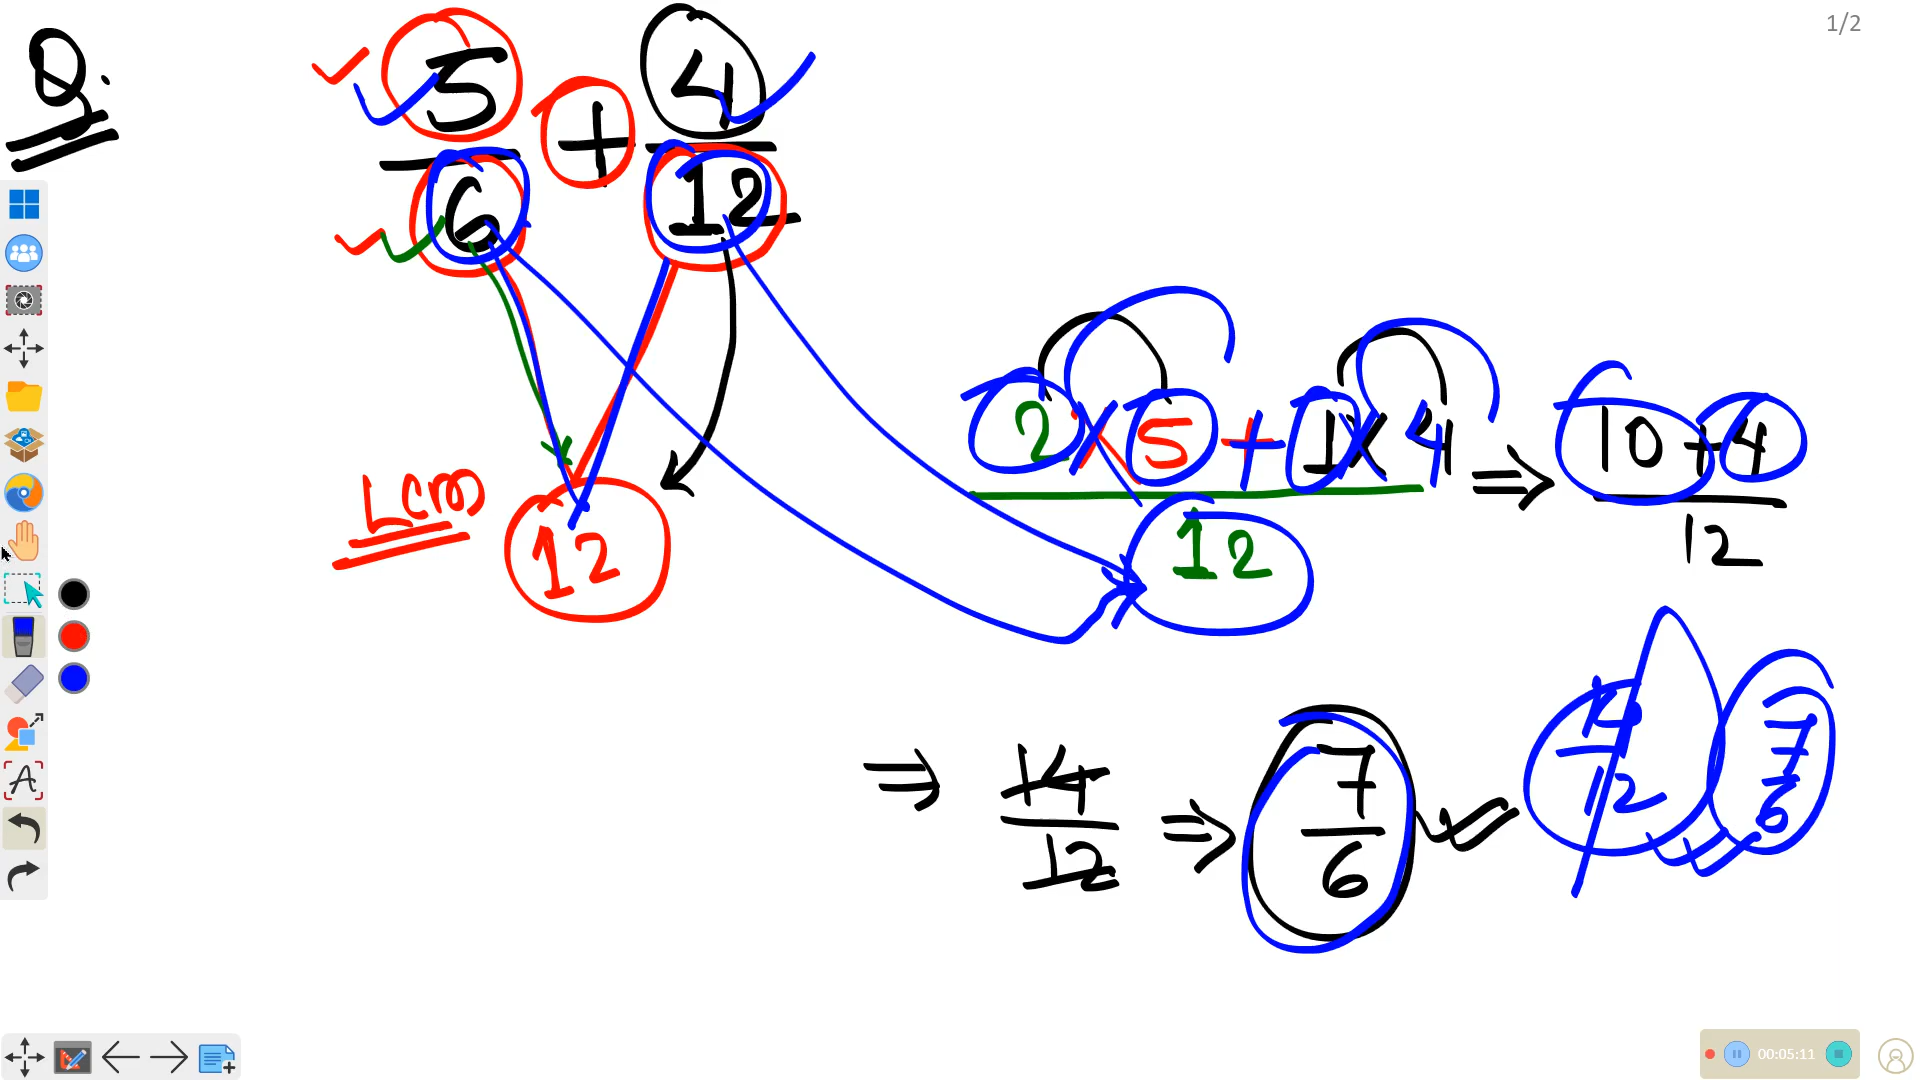 1/2
Q.
5/6 + 4/12
LCM
12
2 × 5 + 1 × 4 / 12 ⇒ 10 + 4 / 12
⇒ 14/12 ⇒ 7/6
14/12 7/6
00:05:11